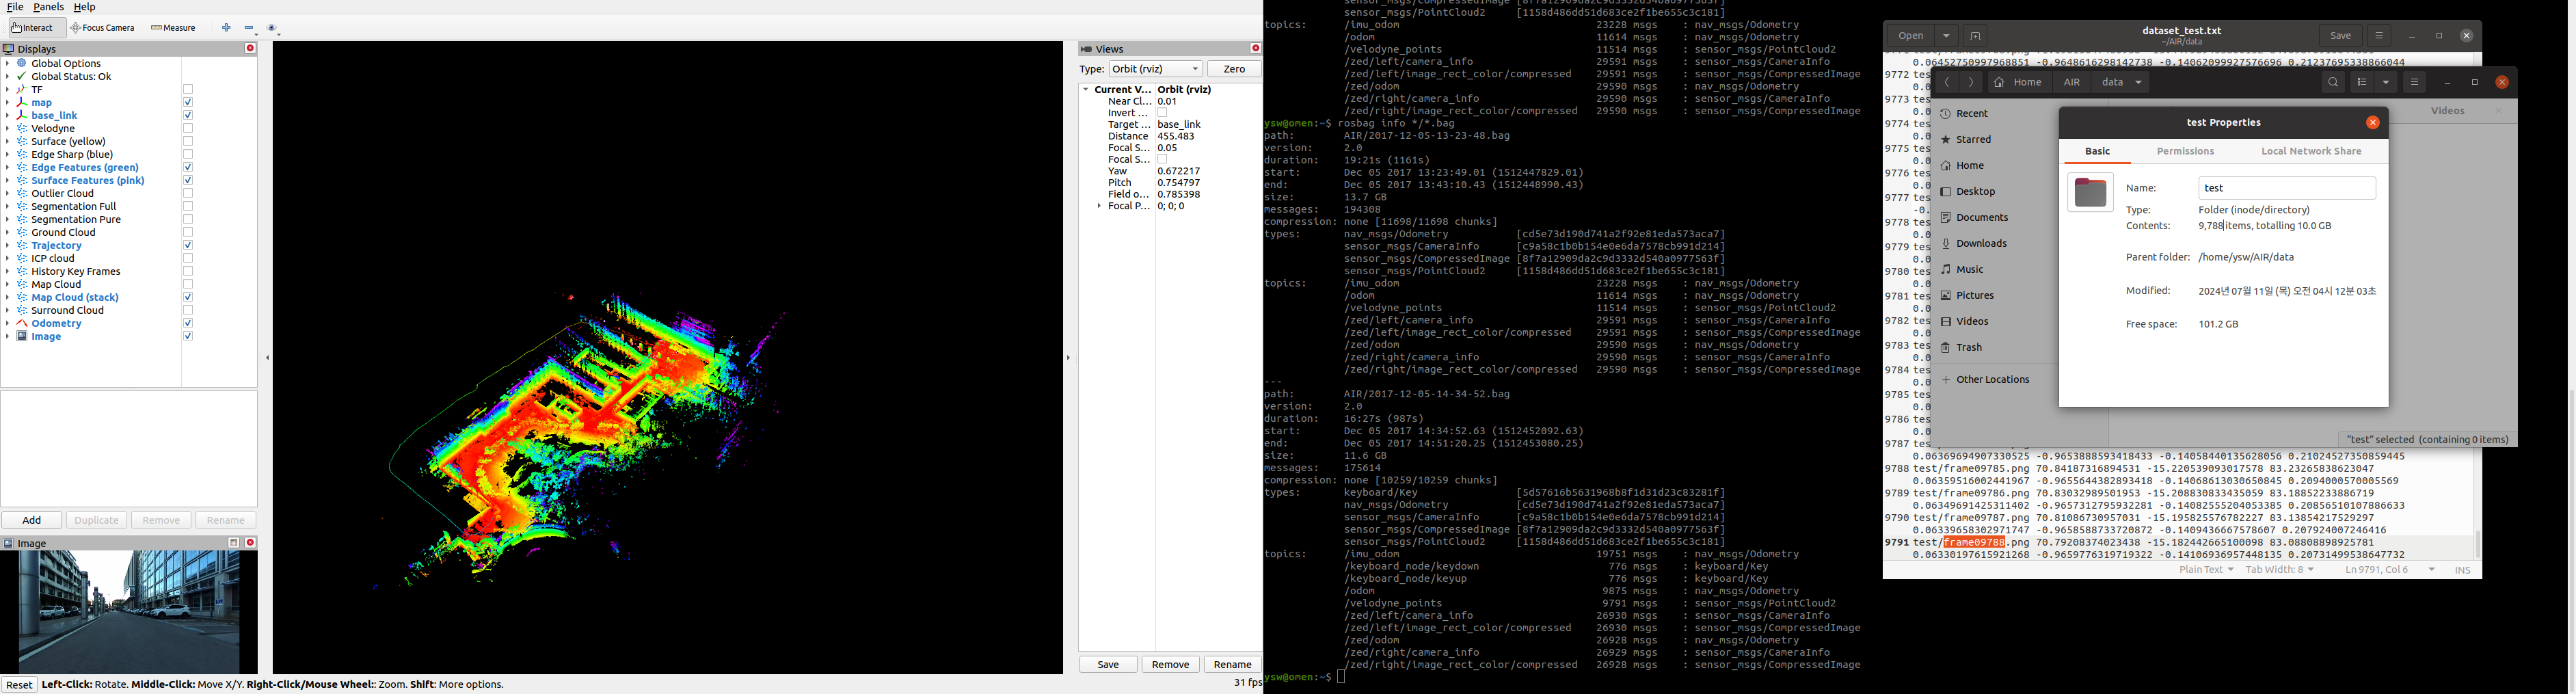 File Panels Help
Interact Focus Camera Measure
Displays
Global Options
Global Status: Ok
TF
map
base_link
Velodyne
Surface (yellow)
Edge Sharp (blue)
Edge Features (green)
Surface Features (pink)
Outlier Cloud
Segmentation Full
Segmentation Pure
Ground Cloud
Trajectory
ICP cloud
History Key Frames
Map Cloud
Map Cloud (stack)
Surround Cloud
Odometry
Image
Add Duplicate Remove Rename
Image
Reset Left-Click: Rotate. Middle-Click: Move X/Y. Right-Click/Mouse Wheel:: Zoom. Shift: More options.
31 fps
Views
Type: Orbit (rviz) Zero
Current V... Orbit (rviz)
Near Cl... 0.01
Invert ...
Target ... base_link
Distance 455.483
Focal S... 0.05
Focal S...
Yaw 0.672217
Pitch 0.754797
Field o... 0.785398
Focal P... 0; 0; 0
Save Remove Rename
sensor_msgs/PointCloud2 [1158d486dd51d683ce2f1be655c3c181]
topics: /imu_odom 23228 msgs : nav_msgs/Odometry
/odom 11614 msgs : nav_msgs/Odometry
/velodyne_points 11514 msgs : sensor_msgs/PointCloud2
/zed/left/camera_info 29591 msgs : sensor_msgs/CameraInfo
/zed/left/image_rect_color/compressed 29591 msgs : sensor_msgs/CompressedImage
/zed/odom 29590 msgs : nav_msgs/Odometry
/zed/right/camera_info 29590 msgs : sensor_msgs/CameraInfo
/zed/right/image_rect_color/compressed 29590 msgs : sensor_msgs/CompressedImage
ysw@omen:~$ rosbag info */*.bag
path: AIR/2017-12-05-13-23-48.bag
version: 2.0
duration: 19:21s (1161s)
start: Dec 05 2017 13:23:49.01 (1512447829.01)
end: Dec 05 2017 13:43:10.43 (1512448990.43)
size: 13.7 GB
messages: 194308
compression: none [11698/11698 chunks]
types: nav_msgs/Odometry [cd5e73d190d741a2f92e81eda573aca7]
sensor_msgs/CameraInfo [c9a58c1b0b154e0e6da7578cb991d214]
sensor_msgs/CompressedImage [8f7a12909da2c9d3332d540a0977563f]
sensor_msgs/PointCloud2 [1158d486dd51d683ce2f1be655c3c181]
topics: /imu_odom 23228 msgs : nav_msgs/Odometry
/odom 11614 msgs : nav_msgs/Odometry
/velodyne_points 11514 msgs : sensor_msgs/PointCloud2
/zed/left/camera_info 29591 msgs : sensor_msgs/CameraInfo
/zed/left/image_rect_color/compressed 29591 msgs : sensor_msgs/CompressedImage
/zed/odom 29590 msgs : nav_msgs/Odometry
/zed/right/camera_info 29590 msgs : sensor_msgs/CameraInfo
/zed/right/image_rect_color/compressed 29590 msgs : sensor_msgs/CompressedImage
---
path: AIR/2017-12-05-14-34-52.bag
version: 2.0
duration: 16:27s (987s)
start: Dec 05 2017 14:34:52.63 (1512452092.63)
end: Dec 05 2017 14:51:20.25 (1512453080.25)
size: 11.6 GB
messages: 175614
compression: none [10259/10259 chunks]
types: keyboard/Key [5d57616b5631968b8f1d31d23c83281f]
nav_msgs/Odometry [cd5e73d190d741a2f92e81eda573aca7]
sensor_msgs/CameraInfo [c9a58c1b0b154e0e6da7578cb991d214]
sensor_msgs/CompressedImage [8f7a12909da2c9d3332d540a0977563f]
sensor_msgs/PointCloud2 [1158d486dd51d683ce2f1be655c3c181]
topics: /imu_odom 19751 msgs : nav_msgs/Odometry
/keyboard_node/keydown 776 msgs : keyboard/Key
/keyboard_node/keyup 776 msgs : keyboard/Key
/odom 9875 msgs : nav_msgs/Odometry
/velodyne_points 9791 msgs : sensor_msgs/PointCloud2
/zed/left/camera_info 26930 msgs : sensor_msgs/CameraInfo
/zed/left/image_rect_color/compressed 26930 msgs : sensor_msgs/CompressedImage
/zed/odom 26928 msgs : nav_msgs/Odometry
/zed/right/camera_info 26929 msgs : sensor_msgs/CameraInfo
/zed/right/image_rect_color/compressed 26928 msgs : sensor_msgs/CompressedImage
ysw@omen:~$
Open dataset_test.txt Save
~/AIR/data
0.06452750997968851 -0.9648616298142738 -0.14062099927576696 0.21237695338866044
9772 test
9773 test
9774 test
9775 test
9776 test
9777 test
9778 test
9779 test
9780 test
9781 test
9782 test
9783 test
9784 test
9785 test
9786 test
9787 test
0.06369694907330525 -0.9653888593418433 -0.14058440135628056 0.21024527350859445
9788 test/frame09785.png 70.84187316894531 -15.220539093017578 83.23265838623047
0.06359516002441967 -0.9655644382893418 -0.14068613030650845 0.2094000570005569
9789 test/frame09786.png 70.83032989501953 -15.208830833435059 83.18852233886719
0.06349691425311402 -0.9657312795932281 -0.14082555204053385 0.20856510107886633
9790 test/frame09787.png 70.81086730957031 -15.195825576782227 83.13854217529297
0.06339658302971747 -0.9658588733720872 -0.1409436667578607 0.207924007246416
9791 test/frame09788.png 70.79208374023438 -15.182442665100098 83.08808898925781
0.06330197615921268 -0.9659776319719322 -0.14106936957448135 0.20731499538647732
Plain Text Tab Width: 8 Ln 9791, Col 6 INS
Home AIR data
Recent
Starred
Home
Desktop
Documents
Downloads
Music
Pictures
Videos
Trash
Other Locations
Videos
"test" selected (containing 0 items)
test Properties
Basic Permissions Local Network Share
Name: test
Type: Folder (inode/directory)
Contents: 9,788 items, totalling 10.0 GB
Parent folder: /home/ysw/AIR/data
Modified: 2024년 07월 11일 (목) 오전 04시 12분 03초
Free space: 101.2 GB